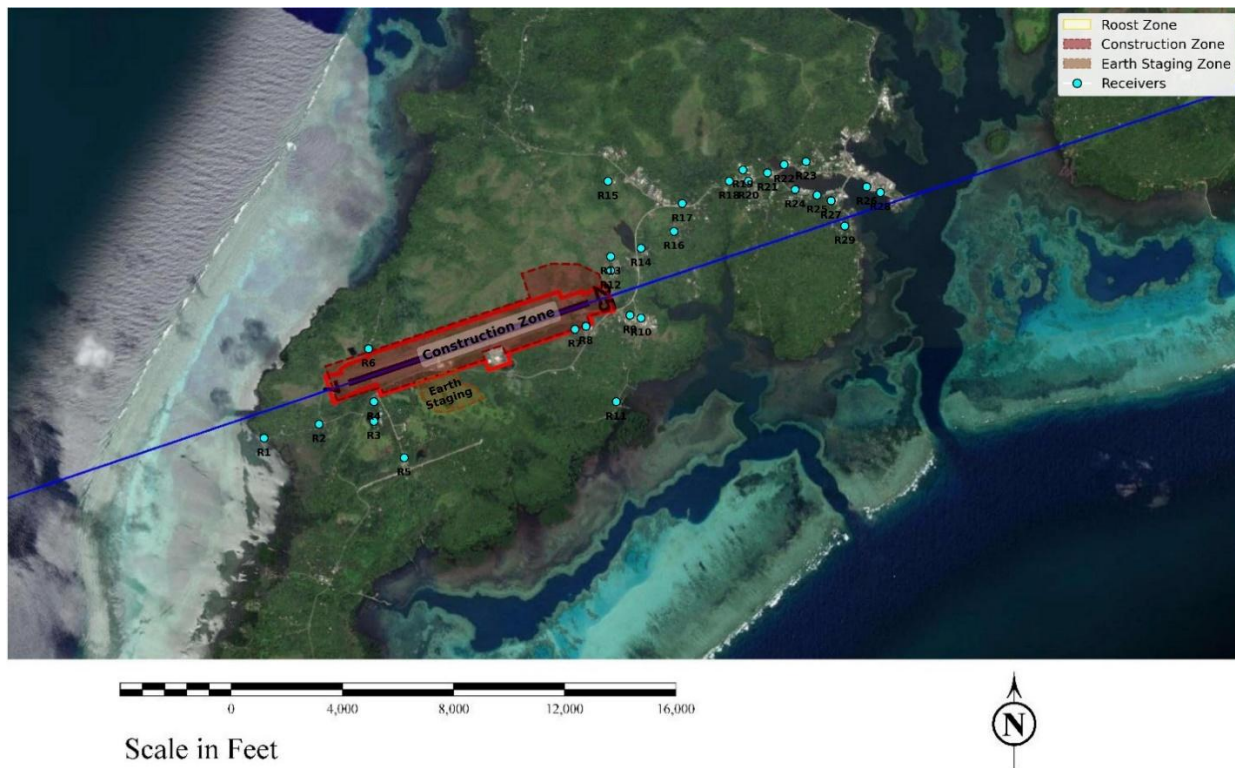 Roost Zone
Construction Zone
Earth Staging Zone
Receivers
R15
R19
R22
R23
R18
R20
R21
R24
R25
R26
R28
R27
R17
R29
R16
R14
R13
R12
25
Construction Zone
R9
R10
R7
R8
R6
Earth
Staging
R4
R3
R11
R2
R1
R5
0
4,000
8,000
12,000
16,000
Scale in Feet
N